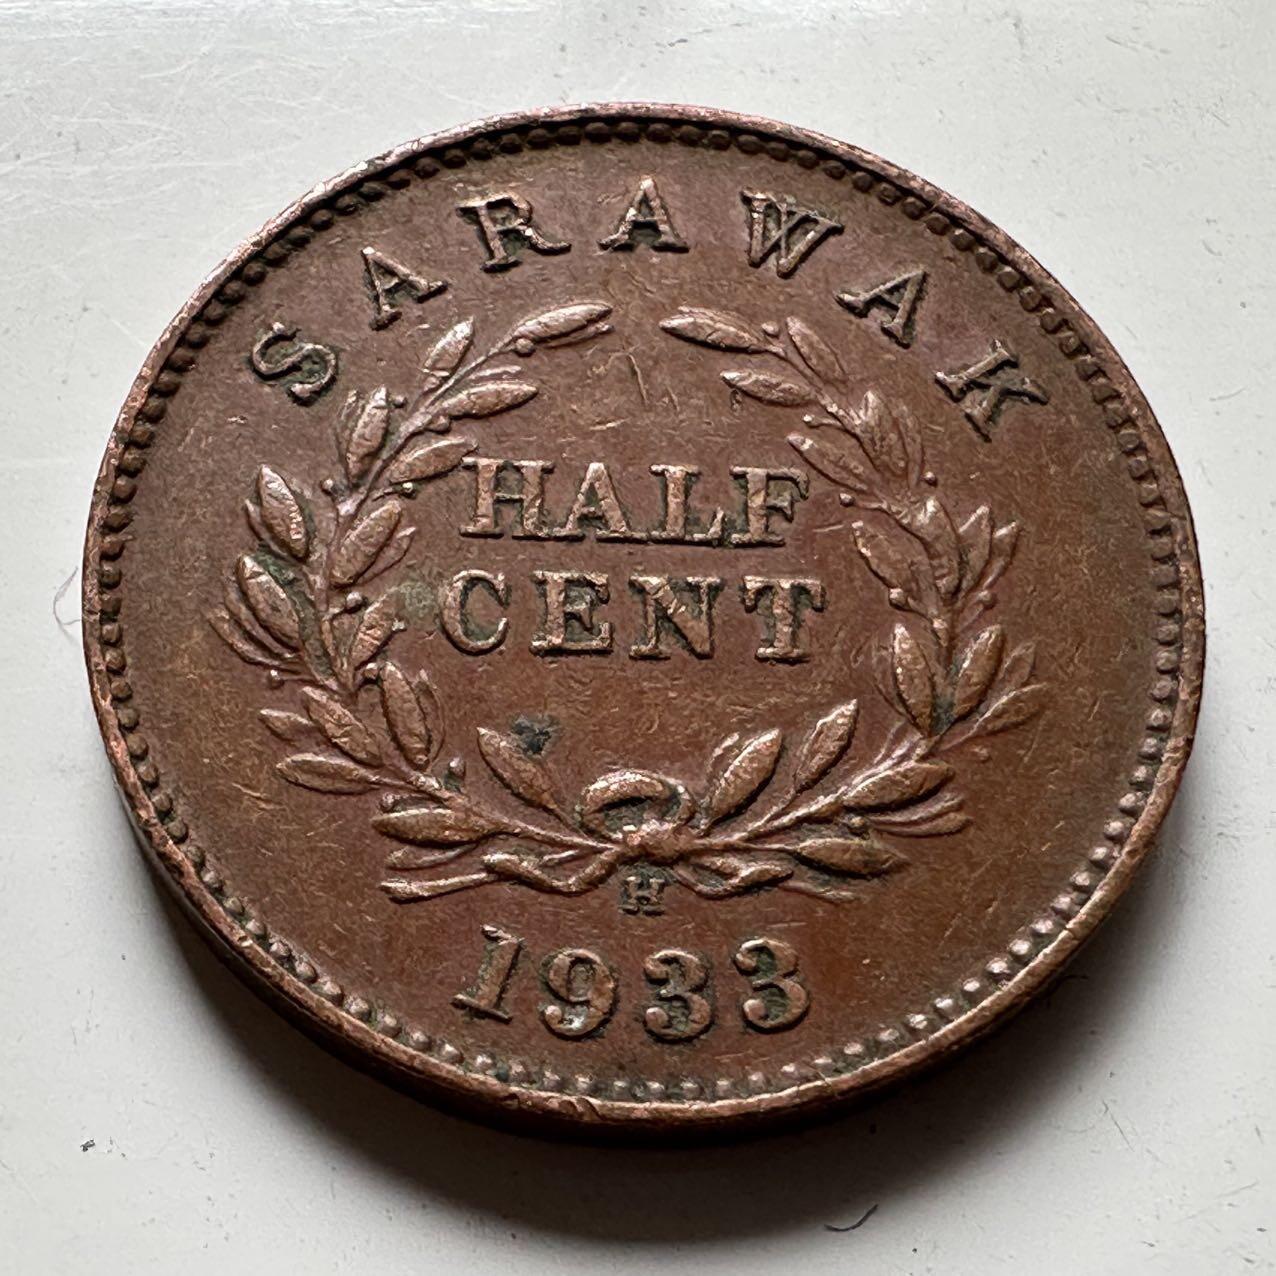 SARAWAK
HALF
CENT
H
1933